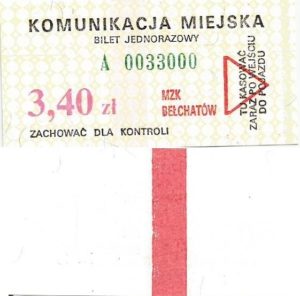 KOMUNIKACJA MIEJSKA
BILET JEDNORAZOWY
A 0033000
3,40 zł
MZK
BEŁCHATÓW
ZACHOWAĆ DLA KONTROLI
TU KASOWAĆ
ZARAZ PO WEJŚCIU
DO POJAZDU